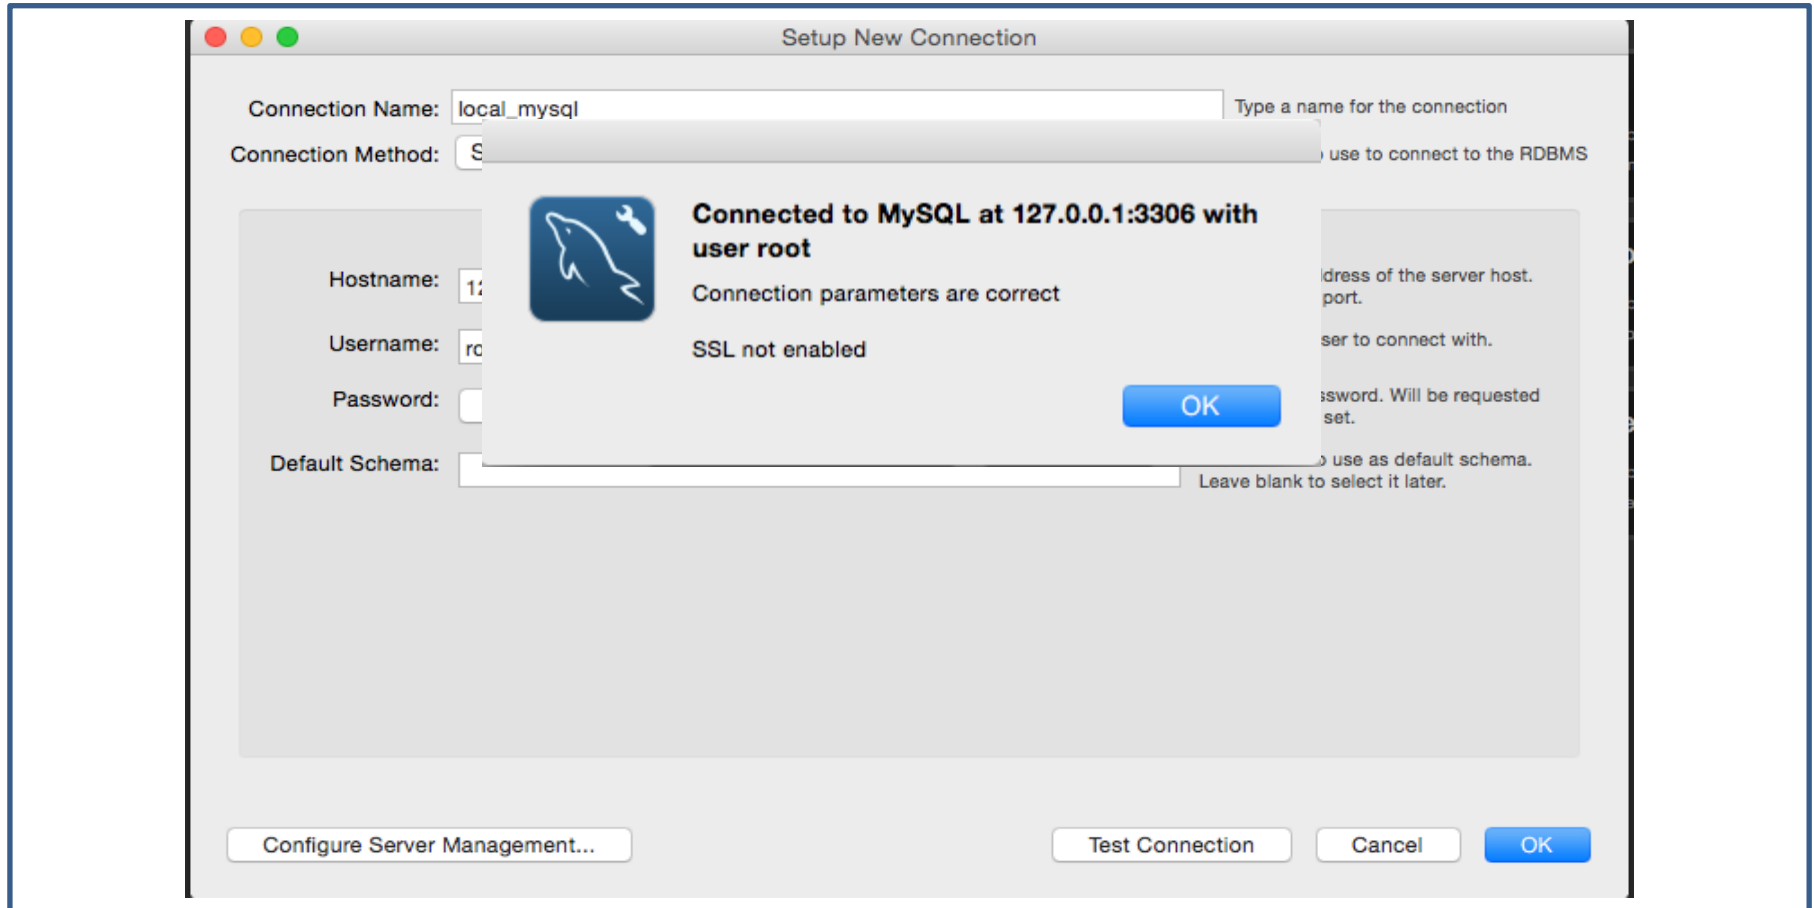 Setup New Connection
Connection Name: local_mysql Type a name for the connection
Connection Method: S use to connect to the RDBMS
Connected to MySQL at 127.0.0.1:3306 with
user root
Connection parameters are correct
SSL not enabled
OK
Hostname: 12 dress of the server host.
port.
Username: ro ser to connect with.
Password: ssword. Will be requested
set.
Default Schema: use as default schema.
Leave blank to select it later.
Configure Server Management... Test Connection Cancel OK